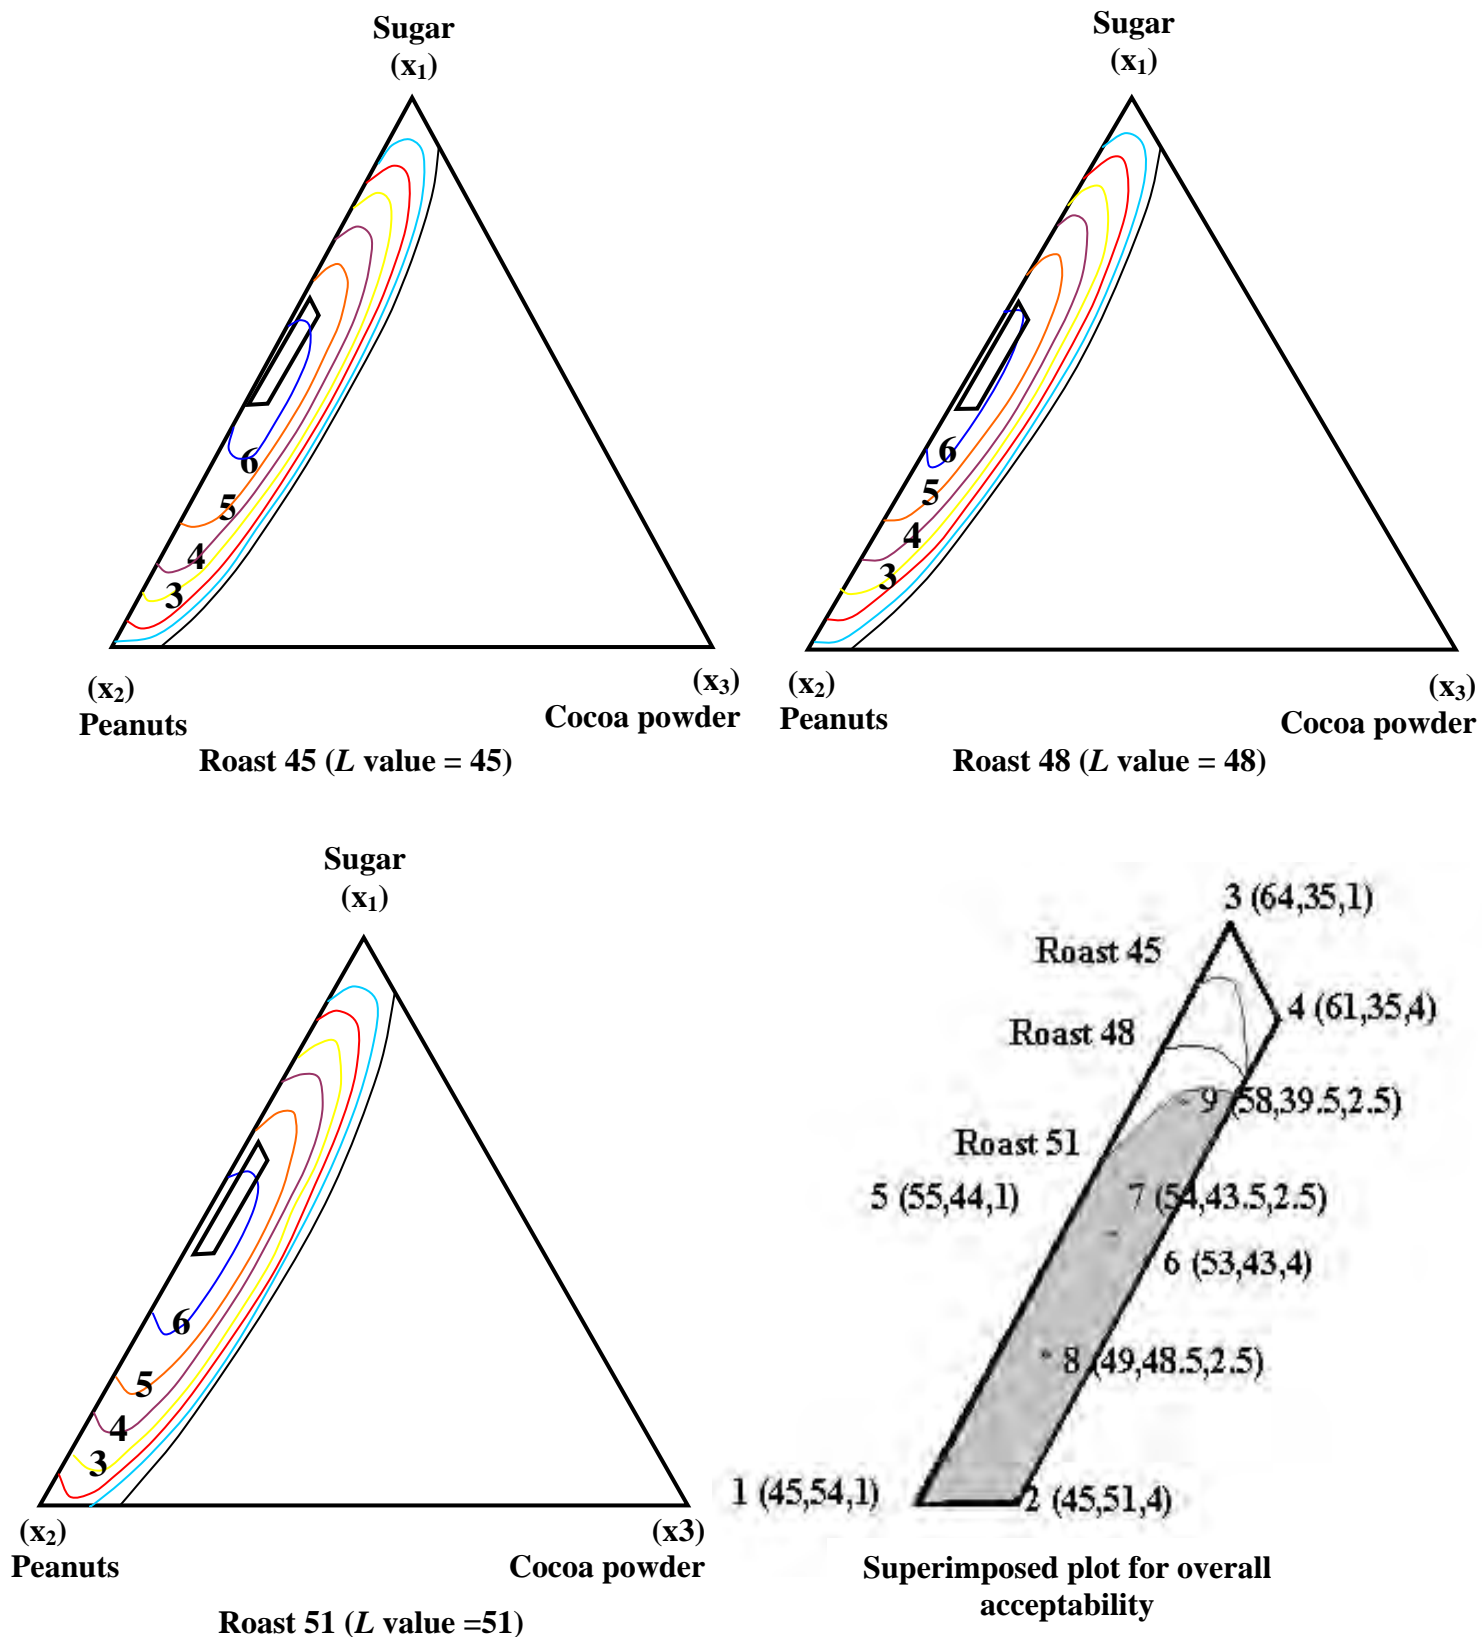 Sugar
(x₁)
6
5
4
3
(x₂)
Peanuts
(x₃)
Cocoa powder
Roast 45 (L value = 45)
Sugar
(x₁)
6
5
4
3
(x₂)
Peanuts
(x₃)
Cocoa powder
Roast 48 (L value = 48)
Sugar
(x₁)
6
5
4
3
(x₂)
Peanuts
(x3)
Cocoa powder
Roast 51 (L value =51)
3 (64,35,1)
Roast 45
4 (61,35,4)
Roast 48
9 (58,39.5,2.5)
Roast 51
5 (55,44,1)
7 (54,43.5,2.5)
6 (53,43,4)
8 (49,48.5,2.5)
1 (45,54,1)
2 (45,51,4)
Superimposed plot for overall
acceptability